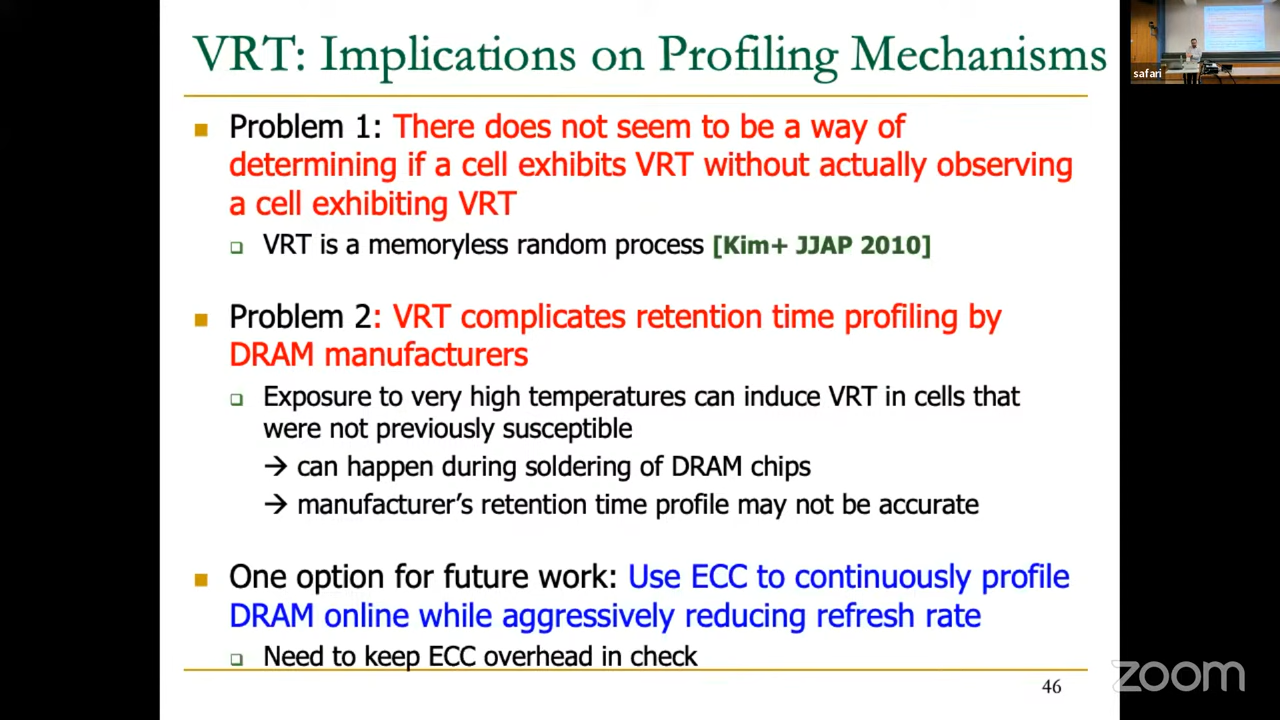 VRT: Implications on Profiling Mechanisms
safari
Problem 1: There does not seem to be a way of
determining if a cell exhibits VRT without actually observing
a cell exhibiting VRT
VRT is a memoryless random process [Kim+ JJAP 2010]
Problem 2: VRT complicates retention time profiling by
DRAM manufacturers
Exposure to very high temperatures can induce VRT in cells that
were not previously susceptible
→ can happen during soldering of DRAM chips
→ manufacturer's retention time profile may not be accurate
One option for future work: Use ECC to continuously profile
DRAM online while aggressively reducing refresh rate
Need to keep ECC overhead in check
46
zoom